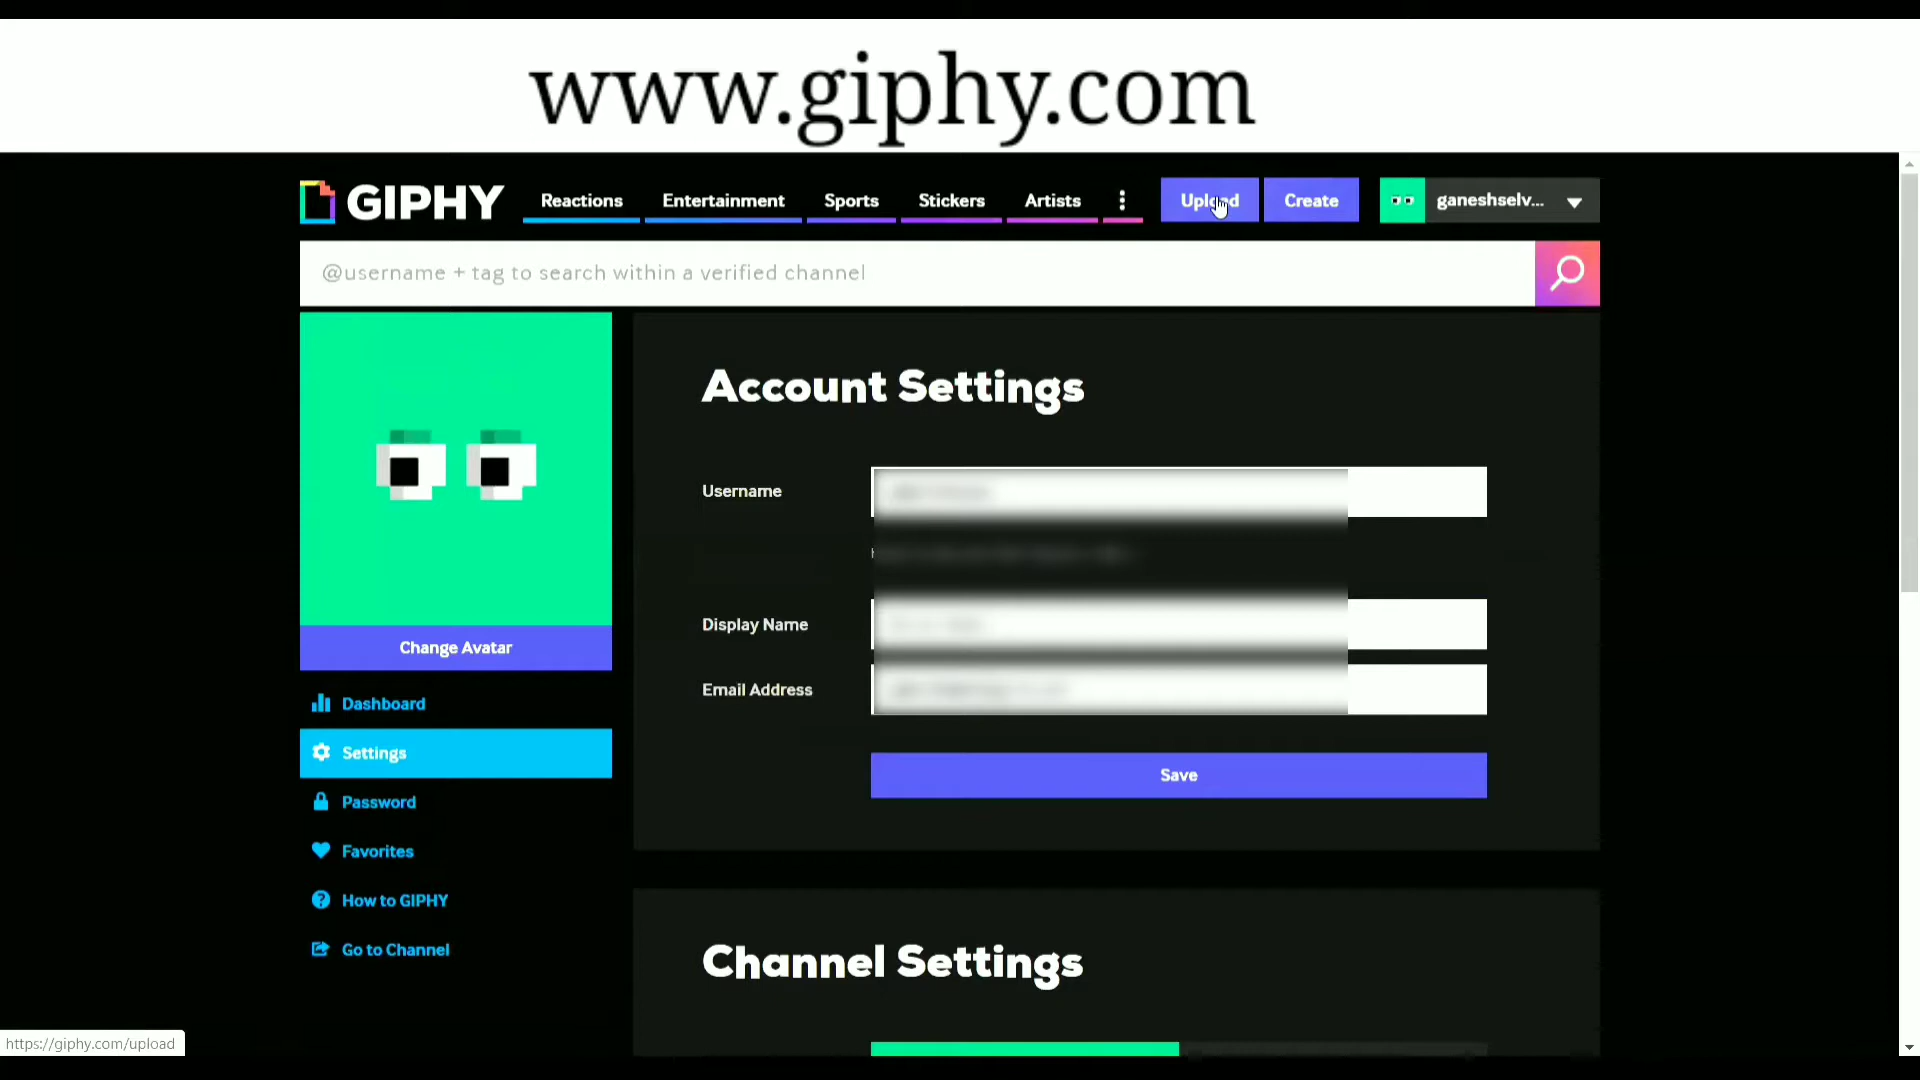 www.giphy.com
GIPHY Reactions Entertainment Sports Stickers Artists Upload Create ganeshselv...
@username + tag to search within a verified channel
Account Settings
Username
Display Name
Email Address
Save
Change Avatar
Dashboard
Settings
Password
Favorites
How to GIPHY
Go to Channel
Channel Settings
https://giphy.com/upload